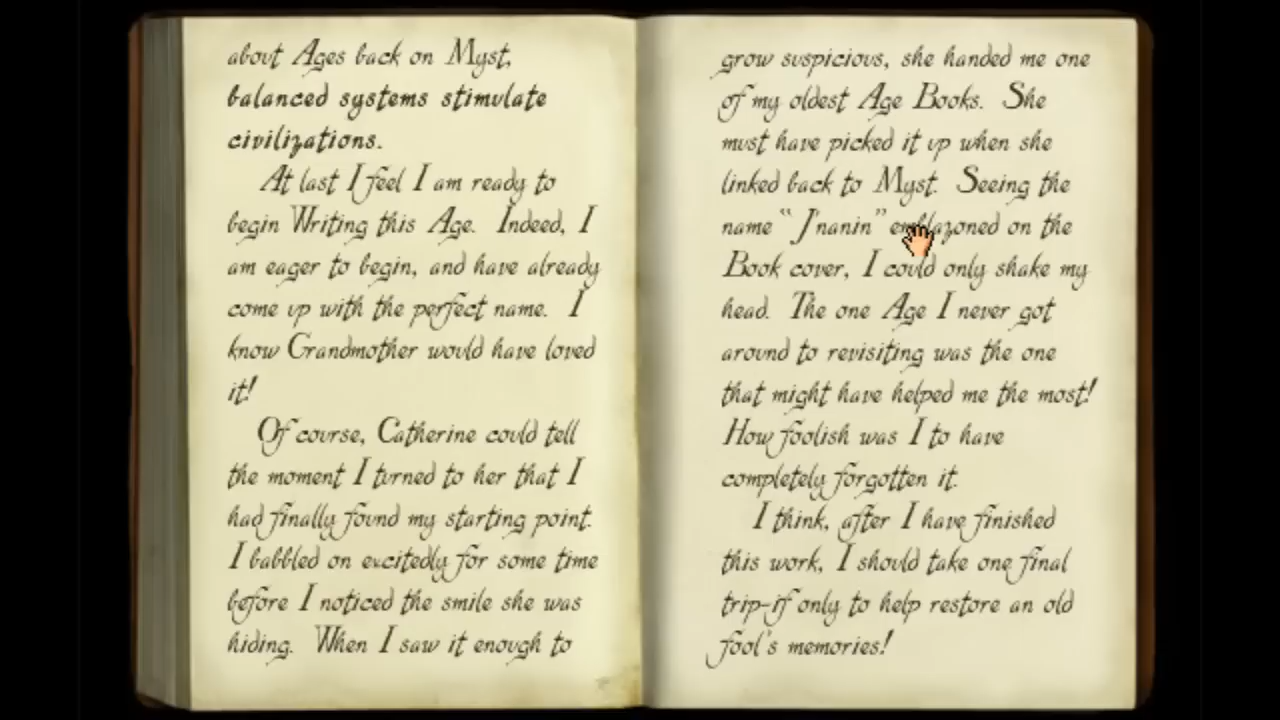 about Ages back on Myst,
balanced systems stimulate
civilizations.
At last I feel I am ready to
begin Writing this Age. Indeed, I
am eager to begin, and have already
come up with the perfect name. I
know Grandmother would have loved
it!
Of course, Catherine could tell
the moment I turned to her that I
had finally found my starting point.
I babbled on excitedly for some time
before I noticed the smile she was
hiding. When I saw it enough to
grow suspicious, she handed me one
of my oldest Age Books. She
must have picked it up when she
linked back to Myst. Seeing the
name "J'nanin" emblazoned on the
Book cover, I could only shake my
head. The one Age I never got
around to revisiting was the one
that might have helped me the most!
How foolish was I to have
completely forgotten it.
I think, after I have finished
this work, I should take one final
trip-if only to help restore an old
fool's memories!